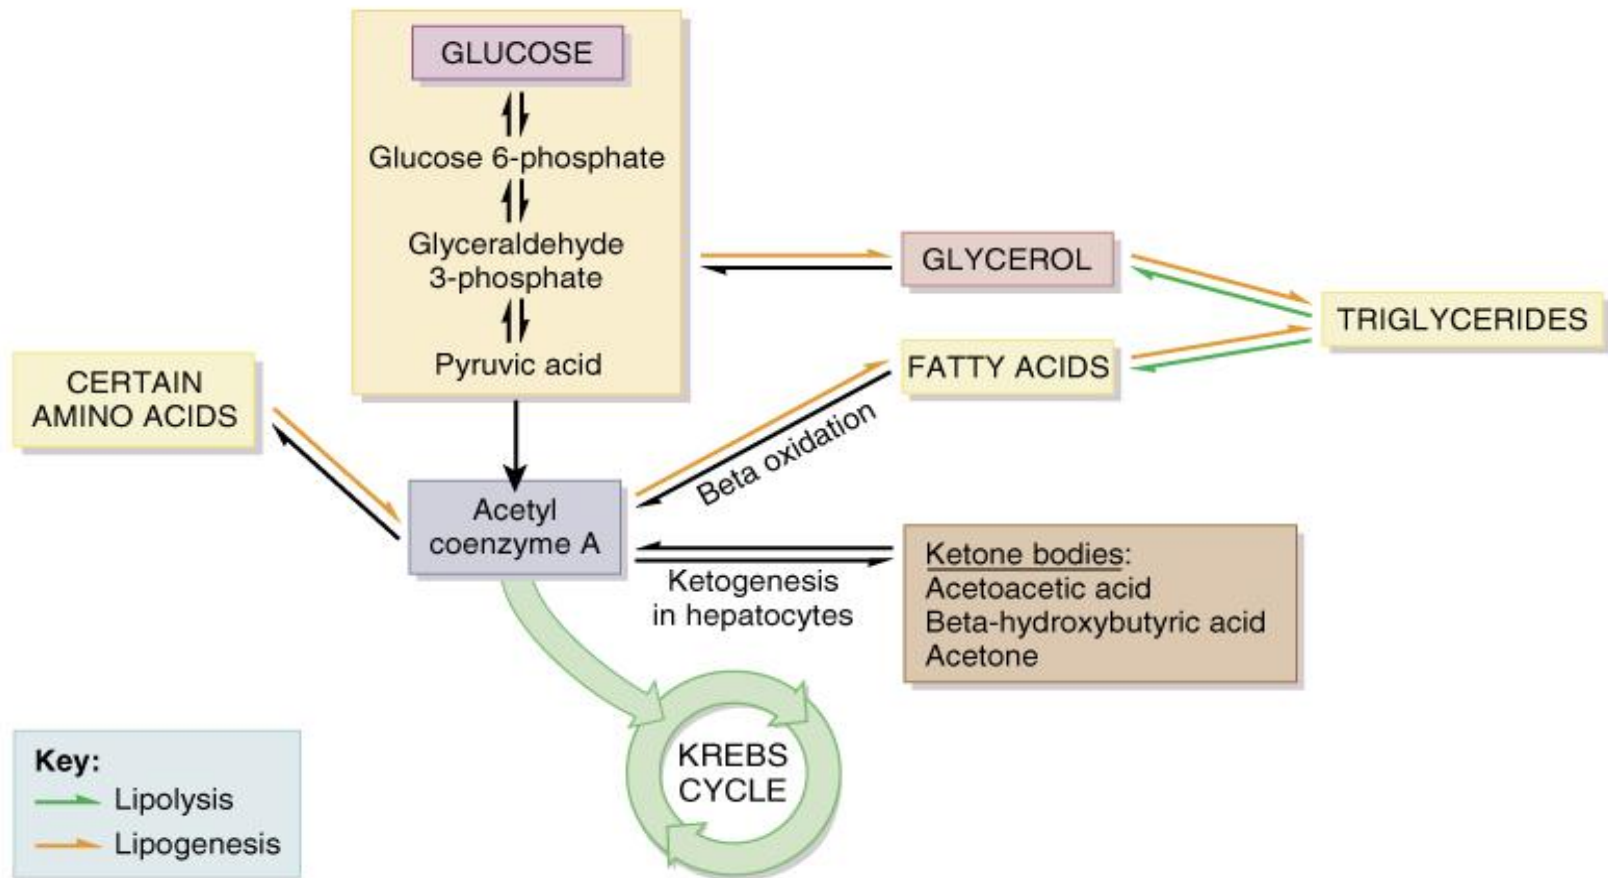 GLUCOSE
Glucose 6-phosphate
Glyceraldehyde
3-phosphate
Pyruvic acid
GLYCEROL
TRIGLYCERIDES
FATTY ACIDS
CERTAIN
AMINO ACIDS
Beta oxidation
Acetyl
coenzyme A
Ketogenesis
in hepatocytes
Ketone bodies:
Acetoacetic acid
Beta-hydroxybutyric acid
Acetone
KREBS
CYCLE
Key:
Lipolysis
Lipogenesis